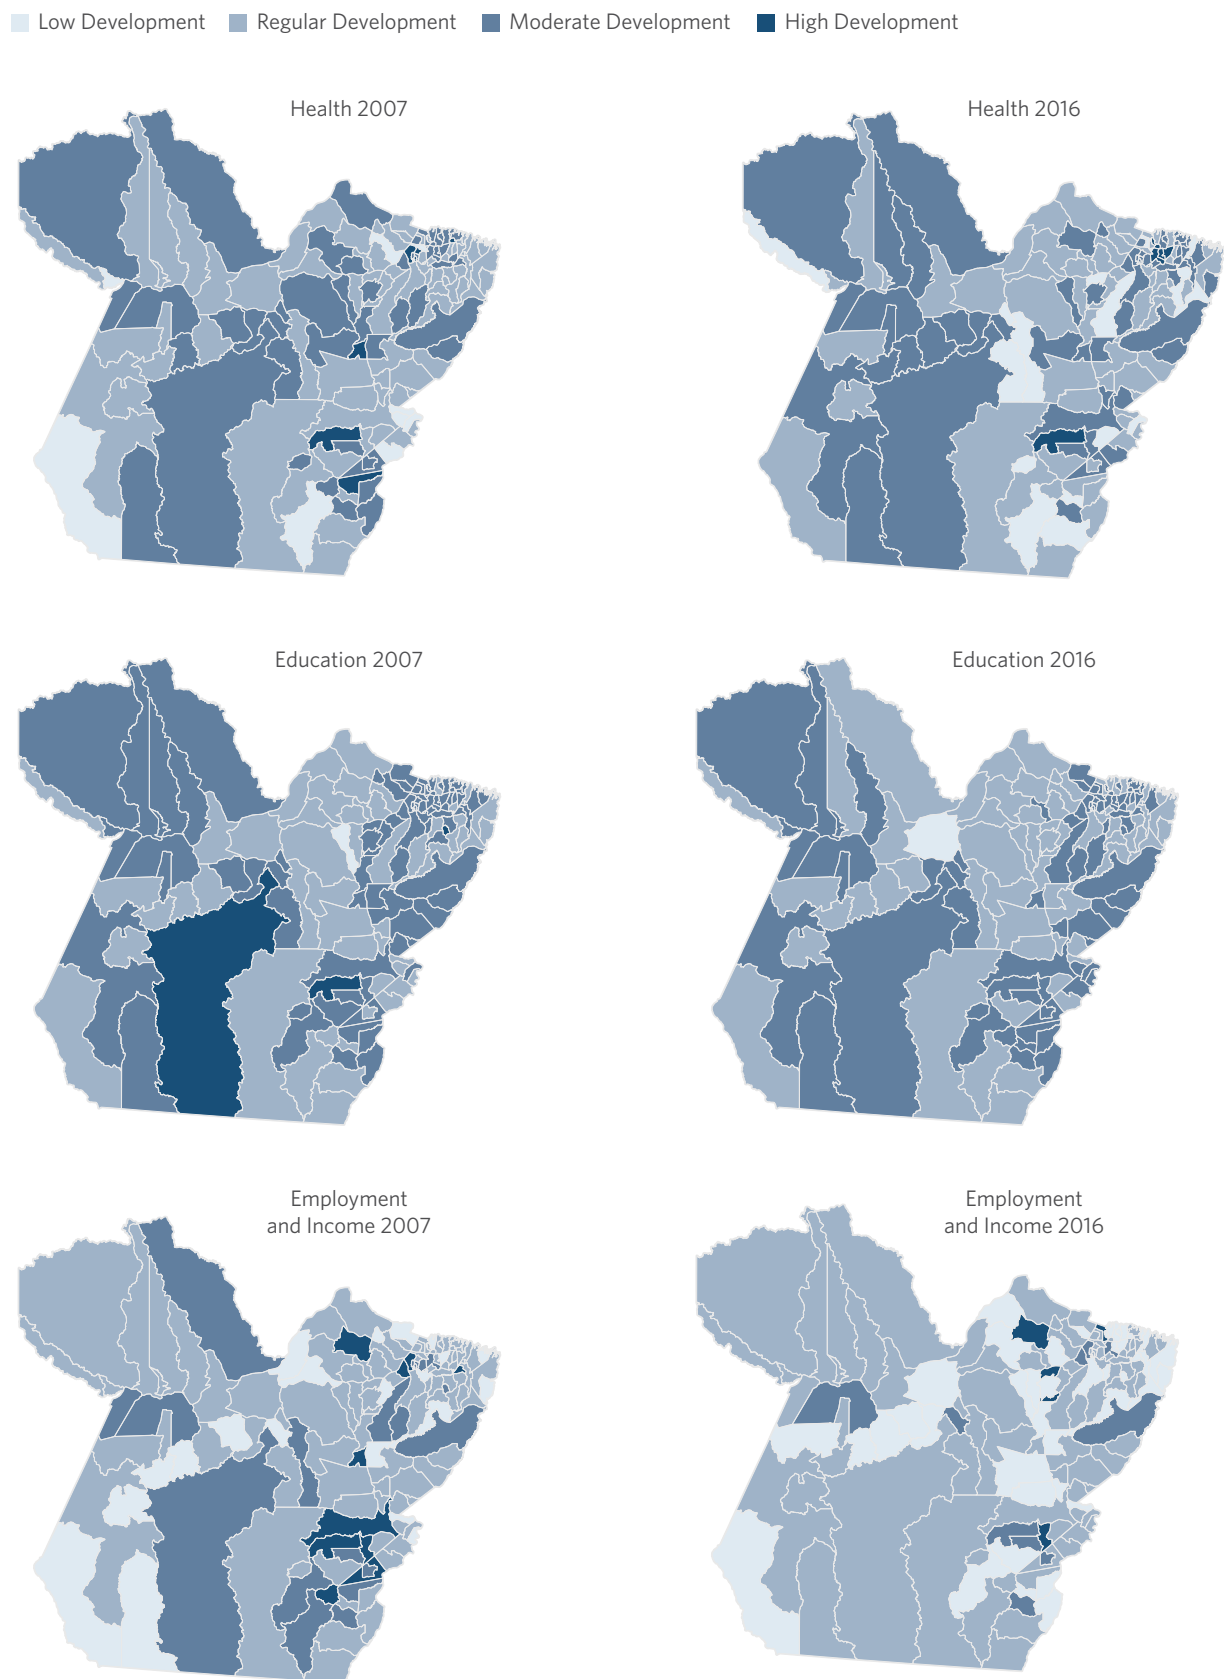 Low Development Regular Development Moderate Development High Development
Health 2007
Health 2016
Education 2007
Education 2016
Employment
and Income 2007
Employment
and Income 2016